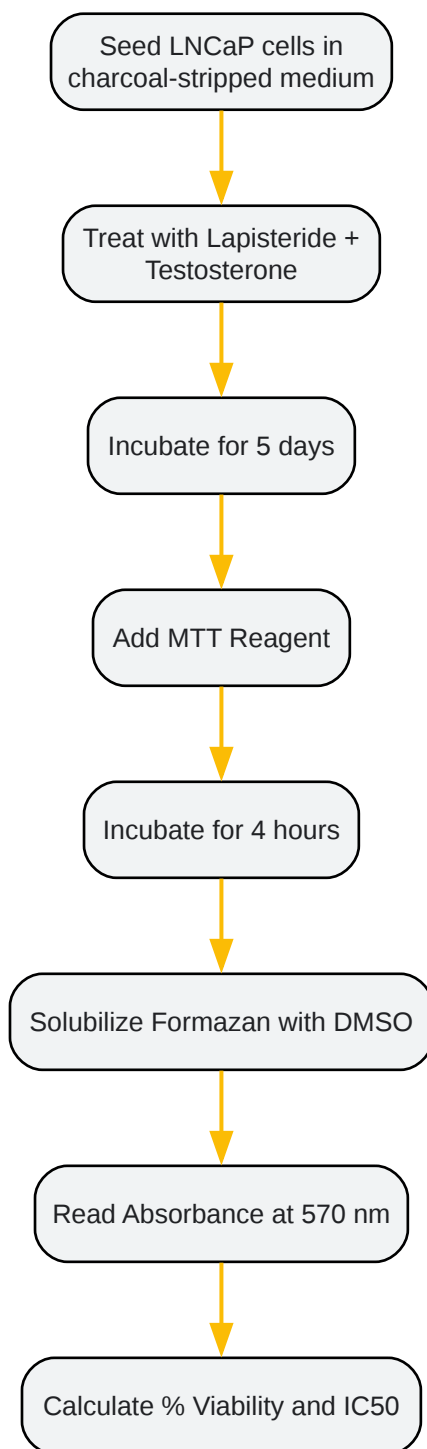 Seed LNCaP cells in
charcoal-stripped medium
Treat with Lapisteride +
Testosterone
Incubate for 5 days
Add MTT Reagent
Incubate for 4 hours
Solubilize Formazan with DMSO
Read Absorbance at 570 nm
Calculate % Viability and IC50